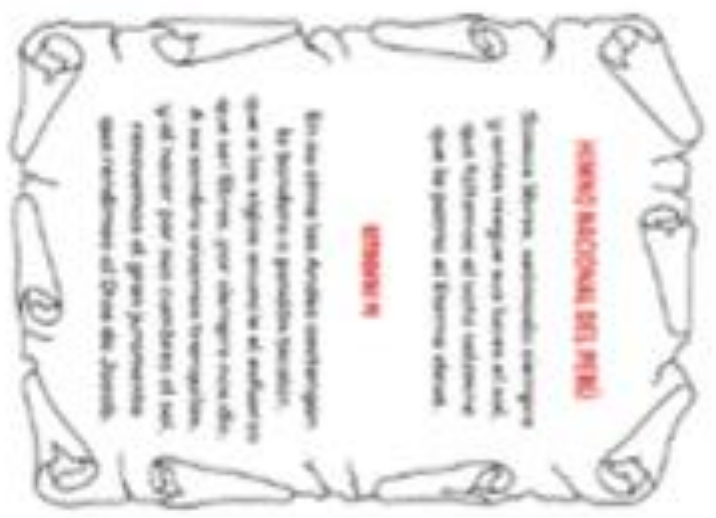 HIMNO NACIONAL DEL PERÚ
Somos libres, seámoslo siempre
y antes niegue sus luces el sol,
que faltemos al voto solemne
que la patria al Eterno elevó.
ESTROFA VI
En su cima los Andes sostengan
la bandera o pendón bicolor,
que a los siglos anuncie el esfuerzo
que ser libres, por siempre nos dio.
A su sombra vivamos tranquilos,
y al nacer por sus cumbres el sol,
renovemos el gran juramento
que rendimos al Dios de Jacob.